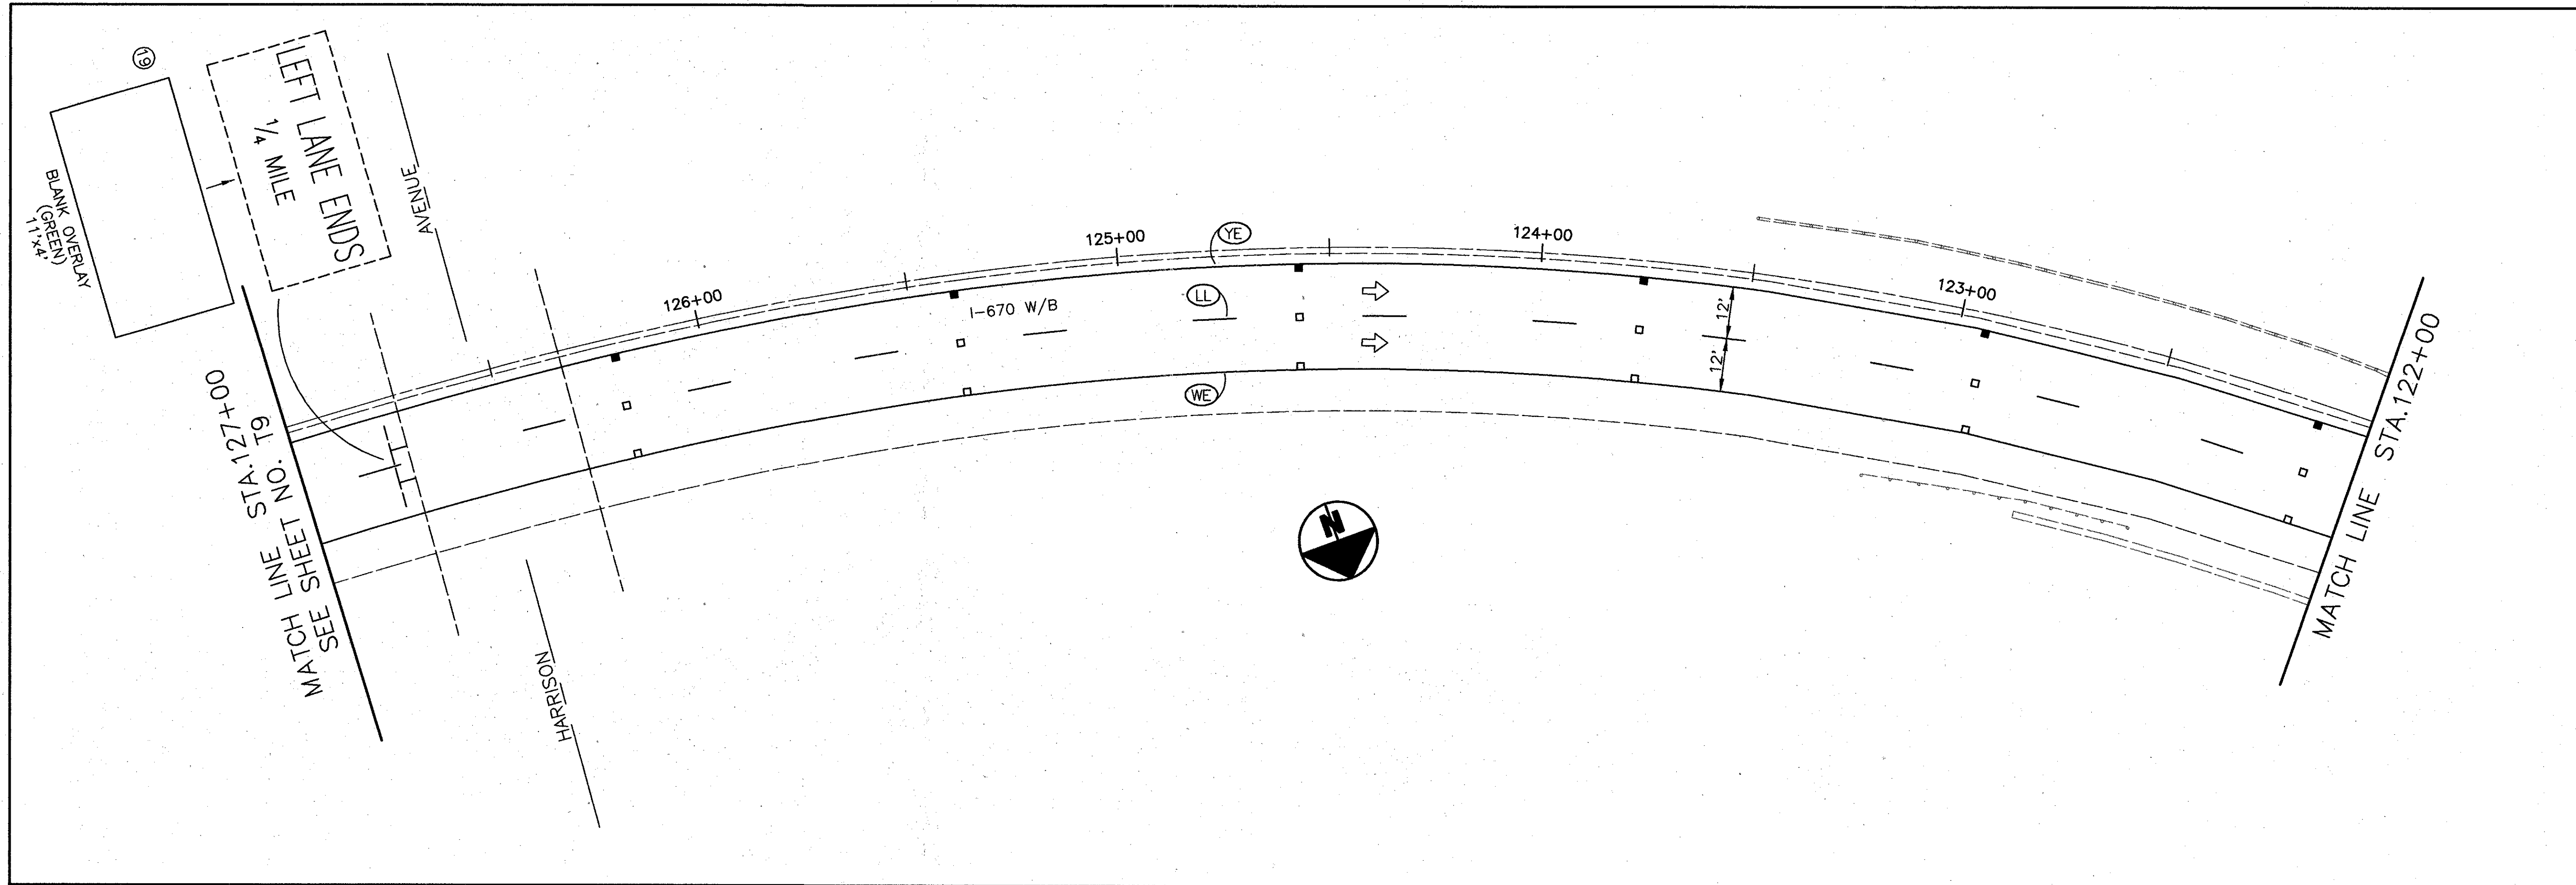 19
LEFT LANE ENDS
1/4 MILE
BLANK OVERLAY
(GREEN)
11'x4'
AVENUE
HARRISON
MATCH LINE STA.127+00
SEE SHEET NO. T9
126+00
125+00
124+00
123+00
YE
LL
WE
I-670 W/B
12'
12'
N
MATCH LINE STA.122+00